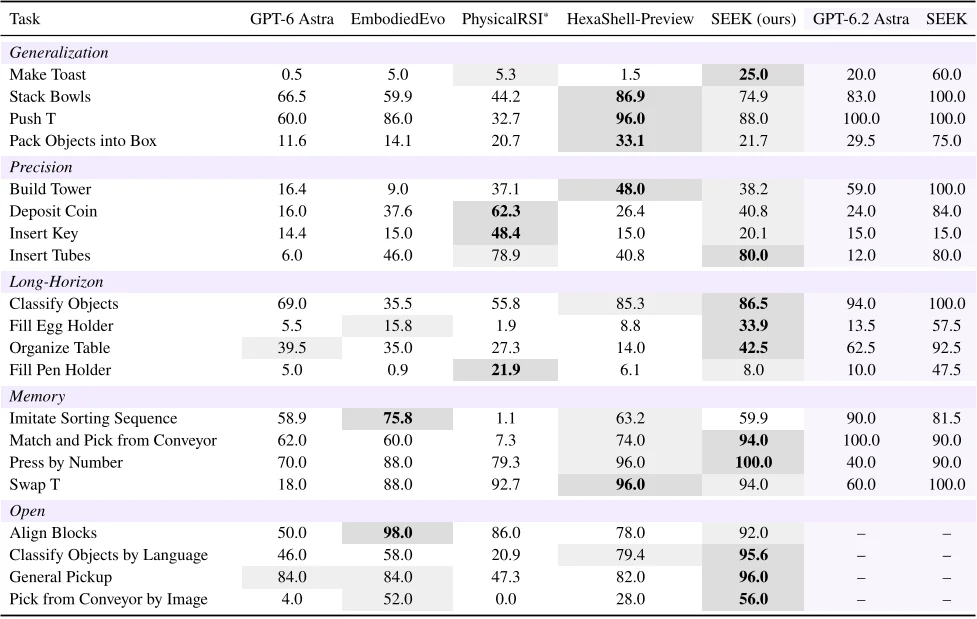 Task GPT-6 Astra EmbodiedEvo PhysicalRSI* HexaShell-Preview SEEK (ours) GPT-6.2 Astra SEEK
Generalization
Make Toast 0.5 5.0 5.3 1.5 25.0 20.0 60.0
Stack Bowls 66.5 59.9 44.2 86.9 74.9 83.0 100.0
Push T 60.0 86.0 32.7 96.0 88.0 100.0 100.0
Pack Objects into Box 11.6 14.1 20.7 33.1 21.7 29.5 75.0
Precision
Build Tower 16.4 9.0 37.1 48.0 38.2 59.0 100.0
Deposit Coin 16.0 37.6 62.3 26.4 40.8 24.0 84.0
Insert Key 14.4 15.0 48.4 15.0 20.1 15.0 15.0
Insert Tubes 6.0 46.0 78.9 40.8 80.0 12.0 80.0
Long-Horizon
Classify Objects 69.0 35.5 55.8 85.3 86.5 94.0 100.0
Fill Egg Holder 5.5 15.8 1.9 8.8 33.9 13.5 57.5
Organize Table 39.5 35.0 27.3 14.0 42.5 62.5 92.5
Fill Pen Holder 5.0 0.9 21.9 6.1 8.0 10.0 47.5
Memory
Imitate Sorting Sequence 58.9 75.8 1.1 63.2 59.9 90.0 81.5
Match and Pick from Conveyor 62.0 60.0 7.3 74.0 94.0 100.0 90.0
Press by Number 70.0 88.0 79.3 96.0 100.0 40.0 90.0
Swap T 18.0 88.0 92.7 96.0 94.0 60.0 100.0
Open
Align Blocks 50.0 98.0 86.0 78.0 92.0 – –
Classify Objects by Language 46.0 58.0 20.9 79.4 95.6 – –
General Pickup 84.0 84.0 47.3 82.0 96.0 – –
Pick from Conveyor by Image 4.0 52.0 0.0 28.0 56.0 – –